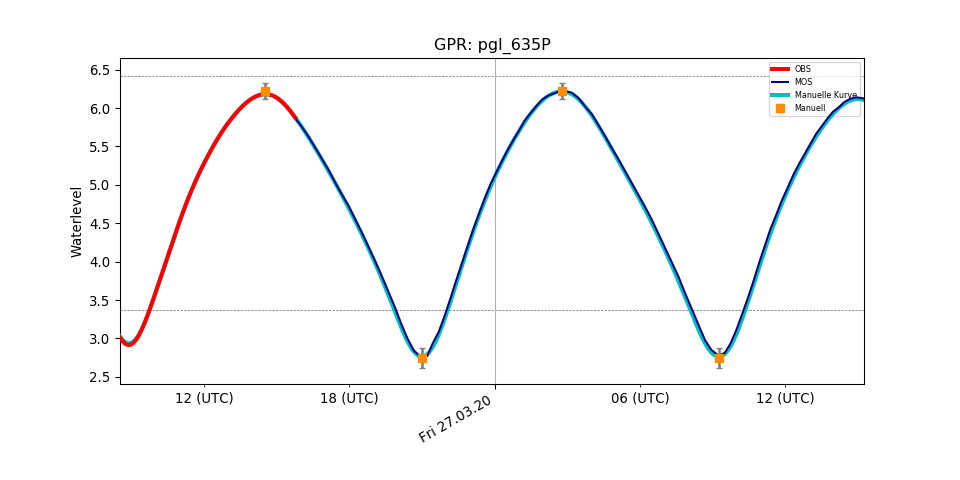 GPR: pgl_635P
6.5
6.0
5.5
5.0
4.5
4.0
3.5
3.0
2.5
Waterlevel
OBS
MOS
Manuelle Kurve
Manuell
12 (UTC)
18 (UTC)
Fri 27.03.20
06 (UTC)
12 (UTC)